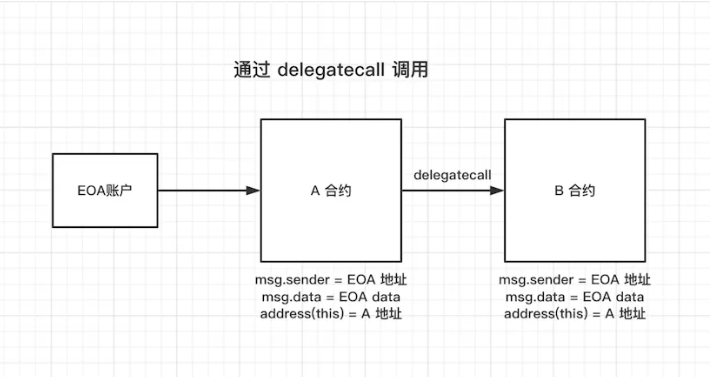 通过 delegatecall 调用
EOA账户
A 合约
delegatecall
B 合约
msg.sender = EOA 地址
msg.data = EOA data
address(this) = A 地址
msg.sender = EOA 地址
msg.data = EOA data
address(this) = A 地址